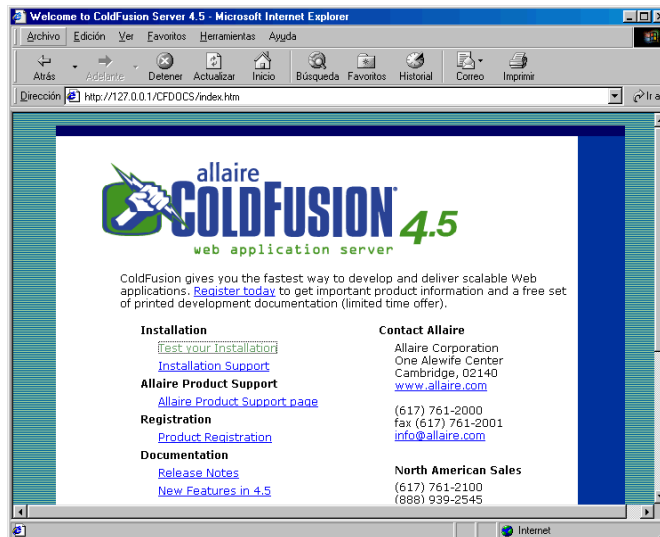 Welcome to ColdFusion Server 4.5 - Microsoft Internet Explorer
Archivo Edición Ver Favoritos Herramientas Ayuda
Atrás Adelante Detener Actualizar Inicio Búsqueda Favoritos Historial Correo Imprimir
Dirección http://127.0.0.1/CFDOCS/index.htm Ir a
allaire
COLDFUSION 4.5
web application server
ColdFusion gives you the fastest way to develop and deliver scalable Web
applications. Register today to get important product information and a free set
of printed development documentation (limited time offer).
Installation
Test your Installation
Installation Support
Allaire Product Support
Allaire Product Support page
Registration
Product Registration
Documentation
Release Notes
New Features in 4.5
Contact Allaire
Allaire Corporation
One Alewife Center
Cambridge, 02140
www.allaire.com
(617) 761-2000
fax (617) 761-2001
info@allaire.com
North American Sales
(617) 761-2100
(888) 939-2545
Internet